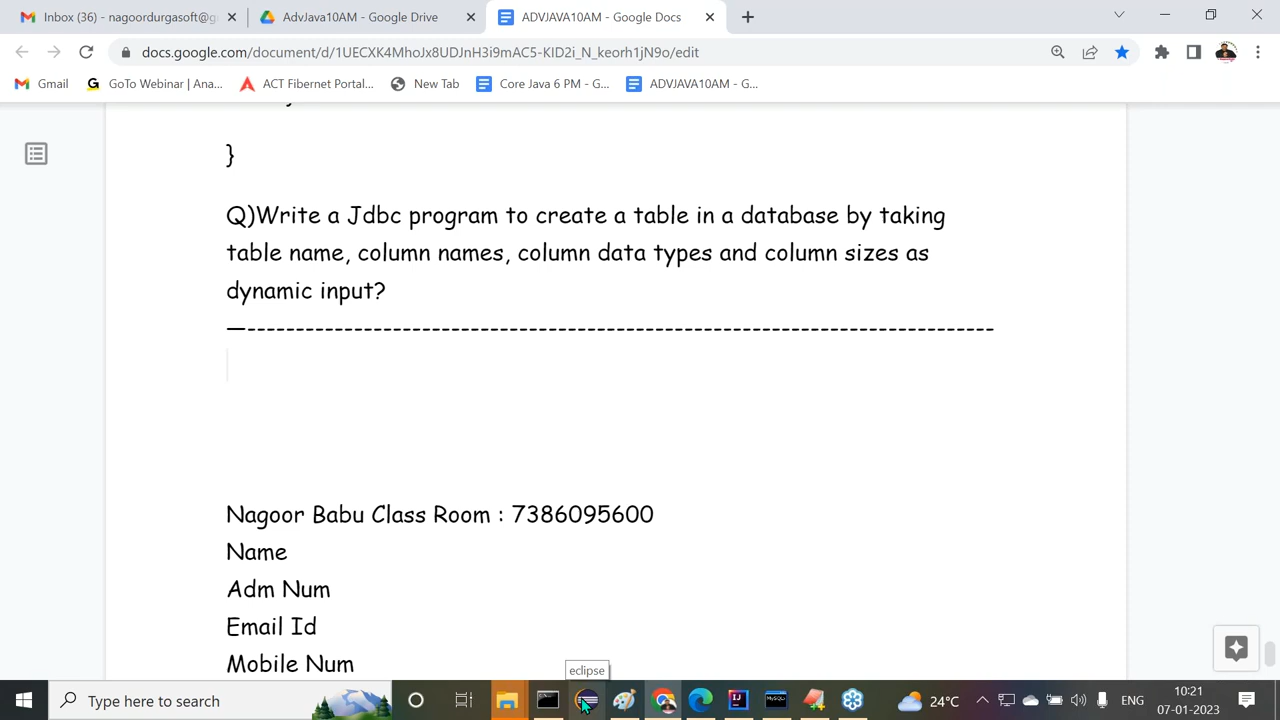 Inbox (36) - nagoordurgasoft@g
AdvJava10AM - Google Drive
ADVJAVA10AM - Google Docs
docs.google.com/document/d/1UECXK4MhoJx8UDJnH3i9mAC5-KID2i_N_keorh1jN9o/edit
Gmail
GoTo Webinar | Ana...
ACT Fibernet Portal...
New Tab
Core Java 6 PM - G...
ADVJAVA10AM - G...
}
Q)Write a Jdbc program to create a table in a database by taking
table name, column names, column data types and column sizes as
dynamic input?
—-----------------------------------------------------------------------------
Nagoor Babu Class Room : 7386095600
Name
Adm Num
Email Id
Mobile Num
eclipse
Type here to search
24°C
ENG
10:21
07-01-2023